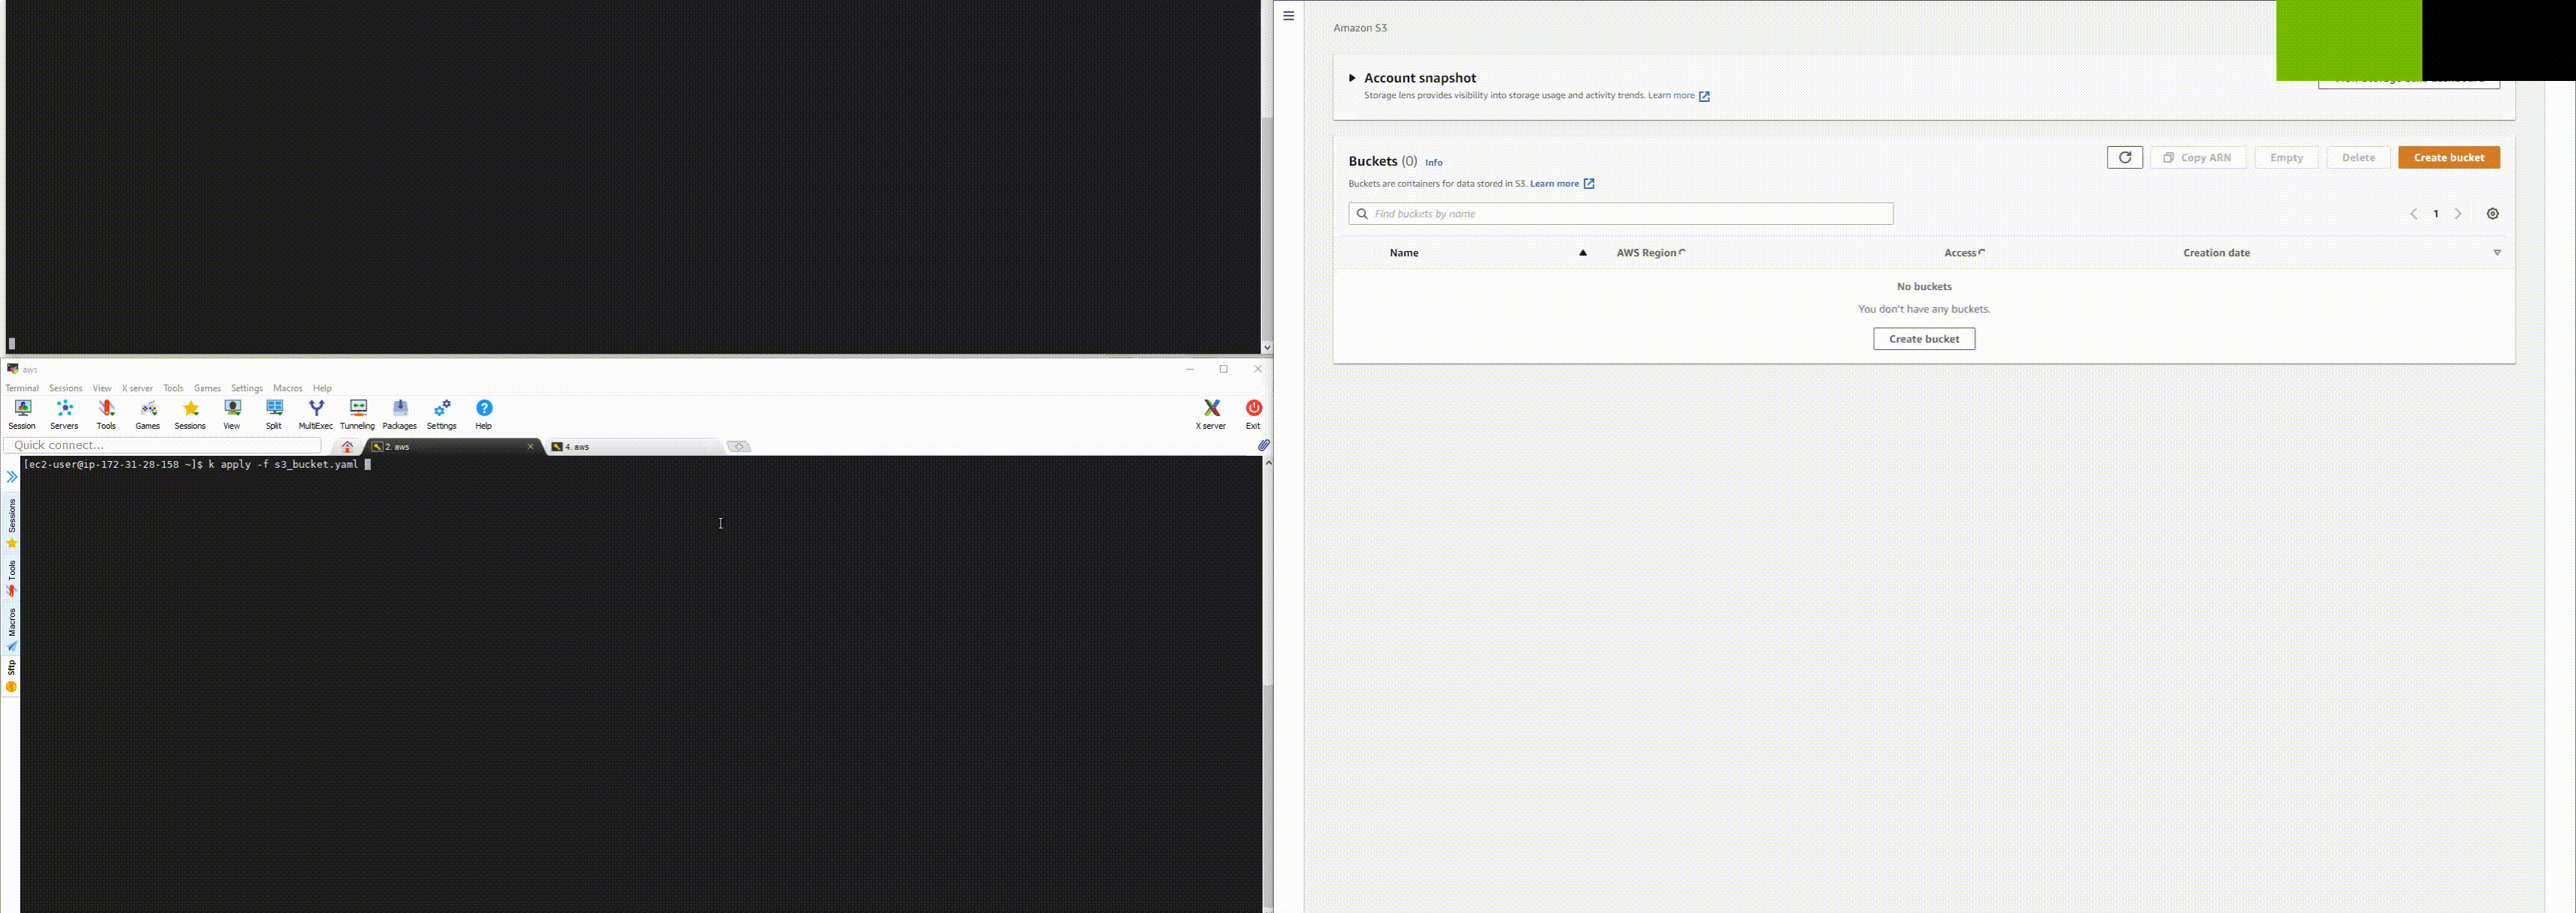 aws
Terminal Sessions View X server Tools Games Settings Macros Help
Session Servers Tools Games Sessions View Split MultiExec Tunneling Packages Settings Help X server Exit
Quick connect... 2. aws 4. aws
[ec2-user@ip-172-31-28-158 ~]$ k apply -f s3_bucket.yaml
Sessions
Tools
Macros
Sftp
Amazon S3
Account snapshot
Storage lens provides visibility into storage usage and activity trends. Learn more
Buckets (0) Info
Copy ARN Empty Delete Create bucket
Buckets are containers for data stored in S3. Learn more
Find buckets by name
1
Name AWS Region Access Creation date
No buckets
You don't have any buckets.
Create bucket